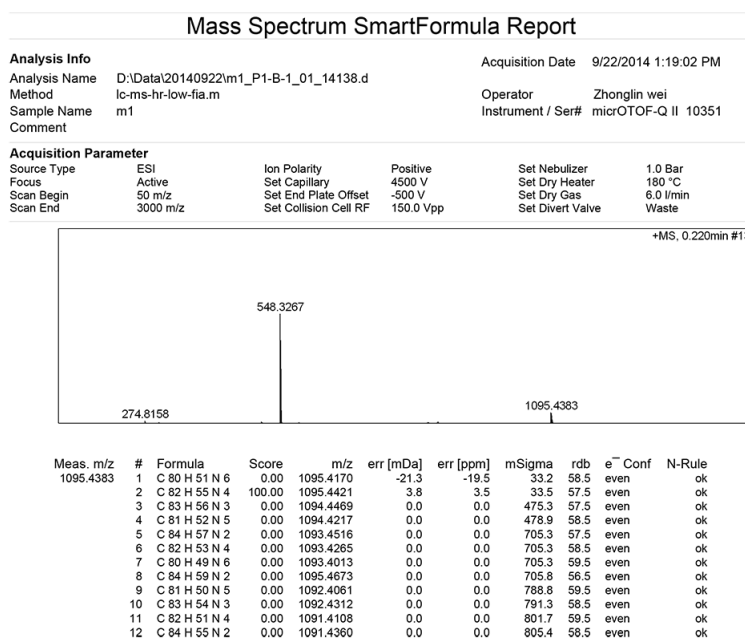 Mass Spectrum SmartFormula Report
Analysis Info
Acquisition Date 9/22/2014 1:19:02 PM
Analysis Name D:\Data\20140922\m1_P1-B-1_01_14138.d
Method lc-ms-hr-low-fia.m
Operator Zhonglin wei
Sample Name m1
Instrument / Ser# micrOTOF-Q II 10351
Comment
Acquisition Parameter
Source Type ESI Ion Polarity Positive Set Nebulizer 1.0 Bar
Focus Active Set Capillary 4500 V Set Dry Heater 180 °C
Scan Begin 50 m/z Set End Plate Offset -500 V Set Dry Gas 6.0 l/min
Scan End 3000 m/z Set Collision Cell RF 150.0 Vpp Set Divert Valve Waste
+MS, 0.220min
548.3267
1095.4383
274.8158
Meas. m/z # Formula Score m/z err [mDa] err [ppm] mSigma rdb e¯ Conf N-Rule
1095.4383 1 C 80 H 51 N 6 0.00 1095.4170 -21.3 -19.5 33.2 58.5 even ok
2 C 82 H 55 N 4 100.00 1095.4421 3.8 3.5 33.5 57.5 even ok
3 C 83 H 56 N 3 0.00 1094.4469 0.0 0.0 475.3 57.5 even ok
4 C 81 H 52 N 5 0.00 1094.4217 0.0 0.0 478.9 58.5 even ok
5 C 84 H 57 N 2 0.00 1093.4516 0.0 0.0 705.3 57.5 even ok
6 C 82 H 53 N 4 0.00 1093.4265 0.0 0.0 705.3 58.5 even ok
7 C 80 H 49 N 6 0.00 1093.4013 0.0 0.0 705.3 59.5 even ok
8 C 84 H 59 N 2 0.00 1095.4673 0.0 0.0 705.8 56.5 even ok
9 C 81 H 50 N 5 0.00 1092.4061 0.0 0.0 788.8 59.5 even ok
10 C 83 H 54 N 3 0.00 1092.4312 0.0 0.0 791.3 58.5 even ok
11 C 82 H 51 N 4 0.00 1091.4108 0.0 0.0 801.7 59.5 even ok
12 C 84 H 55 N 2 0.00 1091.4360 0.0 0.0 805.4 58.5 even ok